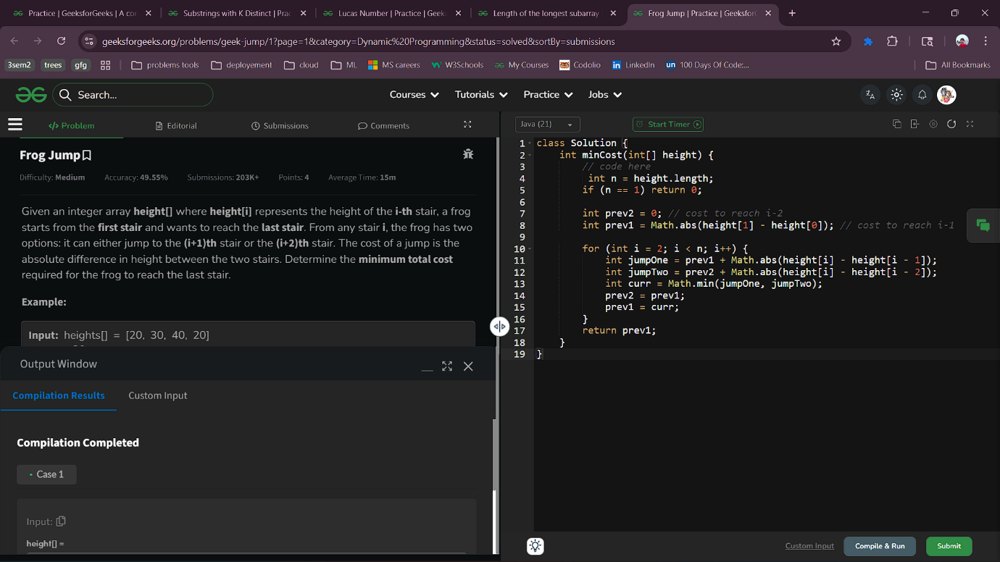 Practice | GeeksforGeeks | A co
Substrings with K Distinct | Prac
Lucas Number | Practice | Geek
Length of the longest subarray
Frog Jump | Practice | Geeksfor
geeksforgeeks.org/problems/geek-jump/1?page=1&category=Dynamic%20Programming&status=solved&sortBy=submissions
3sem2
trees
gfg
problems tools
deployement
cloud
ML
MS careers
W3Schools
My Courses
Codolio
LinkedIn
100 Days Of Code:...
All Bookmarks
Search...
Courses
Tutorials
Practice
Jobs
Problem
Editorial
Submissions
Comments
Java (21)
Start Timer
Frog Jump
Difficulty: Medium Accuracy: 49.55% Submissions: 203K+ Points: 4 Average Time: 15m
Given an integer array height[] where height[i] represents the height of the i-th stair, a frog
starts from the first stair and wants to reach the last stair. From any stair i, the frog has two
options: it can either jump to the (i+1)th stair or the (i+2)th stair. The cost of a jump is the
absolute difference in height between the two stairs. Determine the minimum total cost
required for the frog to reach the last stair.
Example:
Input: heights[] = [20, 30, 40, 20]
Output Window
Compilation Results
Custom Input
Compilation Completed
Case 1
Input:
height[] =
1 class Solution {
2 int minCost(int[] height) {
3 // code here
4 int n = height.length;
5 if (n == 1) return 0;
6
7 int prev2 = 0; // cost to reach i-2
8 int prev1 = Math.abs(height[1] - height[0]); // cost to reach i-1
9
10 for (int i = 2; i < n; i++) {
11 int jumpOne = prev1 + Math.abs(height[i] - height[i - 1]);
12 int jumpTwo = prev2 + Math.abs(height[i] - height[i - 2]);
13 int curr = Math.min(jumpOne, jumpTwo);
14 prev2 = prev1;
15 prev1 = curr;
16 }
17 return prev1;
18 }
19 }
Custom Input
Compile & Run
Submit